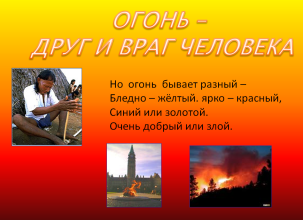 ОГОНЬ –
ДРУГ И ВРАГ ЧЕЛОВЕКА
Но огонь бывает разный –
Бледно – жёлтый. ярко – красный,
Синий или золотой.
Очень добрый или злой.